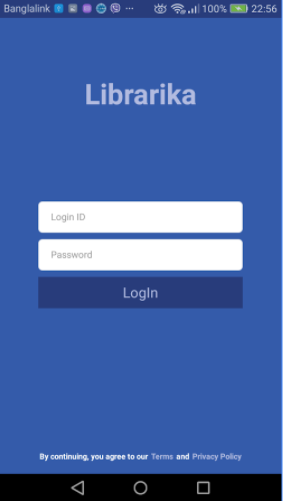 Banglalink 100% 22:56
Librarika
Login ID
Password
LogIn
By continuing, you agree to our Terms and Privacy Policy